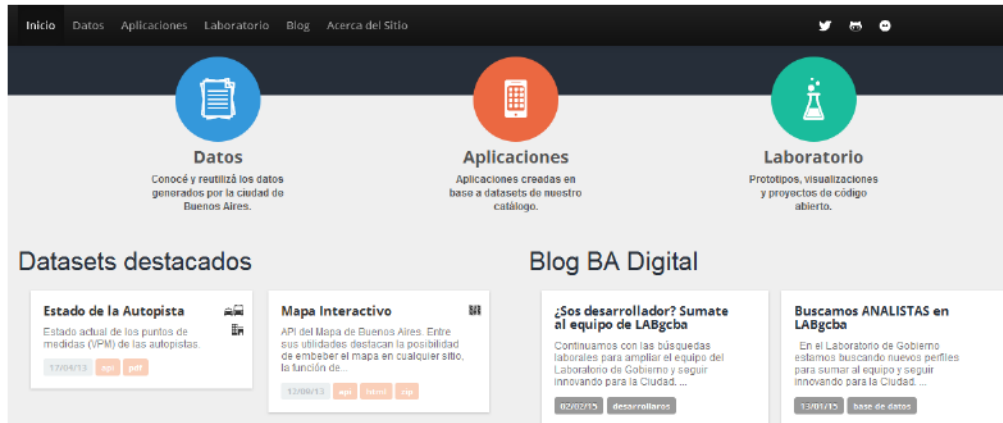 Inicio Datos Aplicaciones Laboratorio Blog Acerca del Sitio
Datos
Conocé y reutilizá los datos
generados por la ciudad de
Buenos Aires.
Aplicaciones
Aplicaciones creadas en
base a datasets de nuestro
catálogo.
Laboratorio
Prototipos, visualizaciones
y proyectos de código
abierto.
Datasets destacados
Estado de la Autopista
Estado actual de los puntos de
medidas (VPM) de las autopistas.
17/04/13 api pdf
Mapa Interactivo
API del Mapa de Buenos Aires. Entre
sus utilidades destacan la posibilidad
de embeber el mapa en cualquier sitio,
la función de...
12/09/13 api html zip
Blog BA Digital
¿Sos desarrollador? Sumate
al equipo de LABgcba
Continuamos con las búsquedas
laborales para ampliar el equipo del
Laboratorio de Gobierno y seguir
innovando para la Ciudad. ...
02/02/15 desarrollaros
Buscamos ANALISTAS en
LABgcba
En el Laboratorio de Gobierno
estamos buscando nuevos perfiles
para sumar al equipo y seguir
innovando para la Ciudad. ...
13/01/15 base de datos